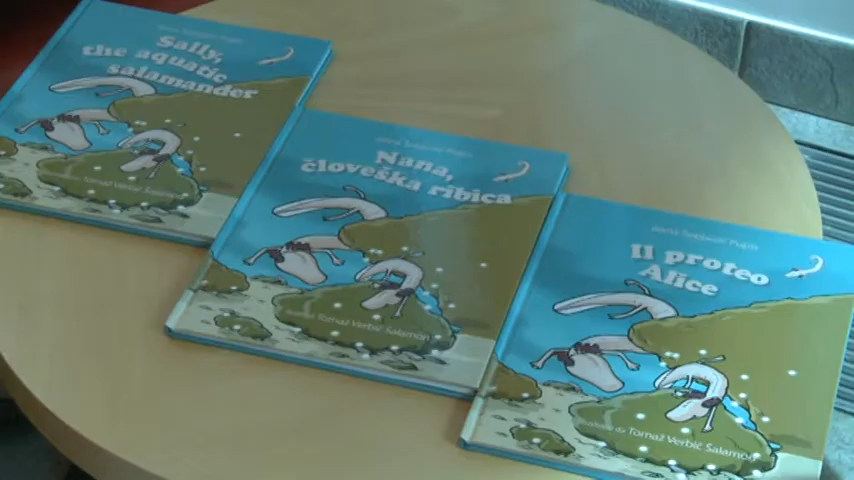 Sally,
the aquatic
salamander
Tomaž Verbič Šalamon
Nana,
človeška ribica
Tomaž Verbič Šalamon
Il proteo
Alice
Tomaž Verbič Šalamon